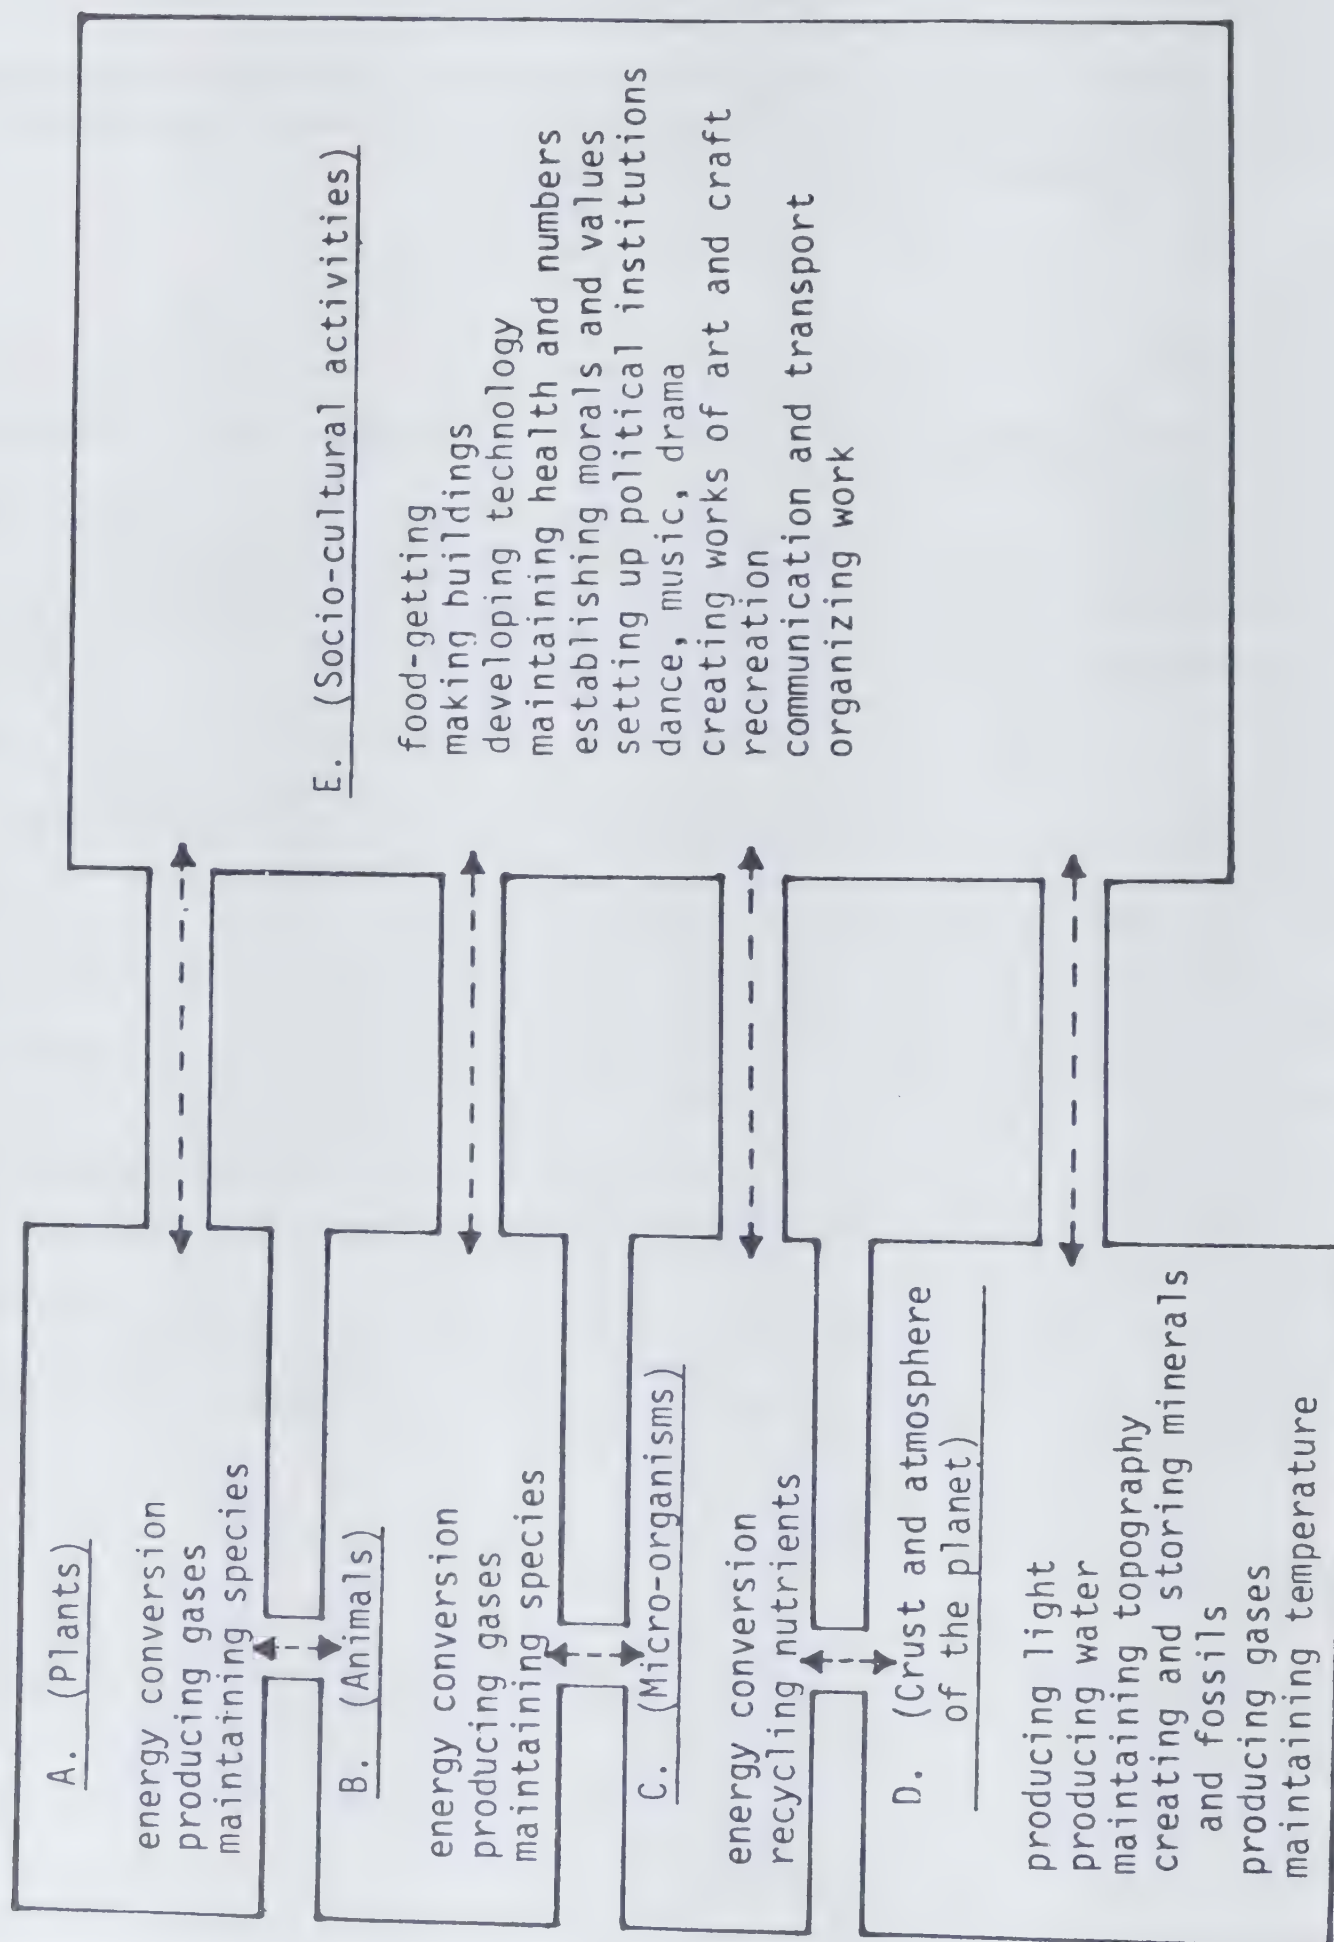 A. (Plants)
energy conversion
producing gases
maintaining species
B. (Animals)
energy conversion
producing gases
maintaining species
C. (Micro-organisms)
energy conversion
recycling nutrients
D. (Crust and atmosphere
of the planet)
producing light
producing water
maintaining topography
creating and storing minerals
and fossils
producing gases
maintaining temperature
E. (Socio-cultural activities)
food-getting
making buildings
developing technology
maintaining health and numbers
establishing morals and values
setting up political institutions
dance, music, drama
creating works of art and craft
recreation
communication and transport
organizing work